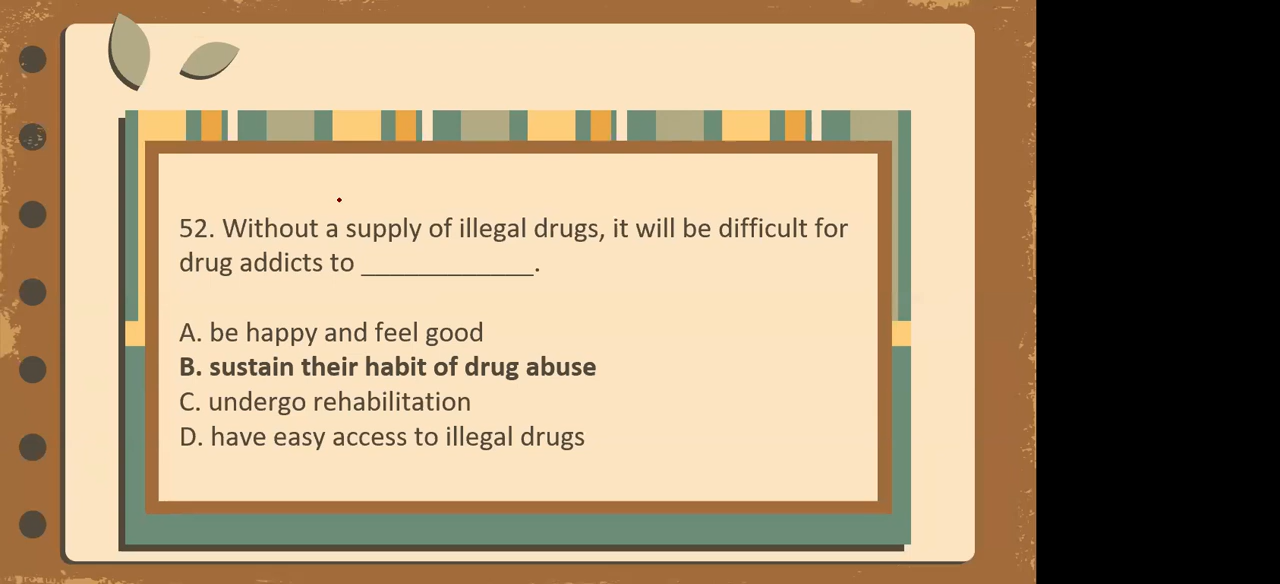 52. Without a supply of illegal drugs, it will be difficult for
drug addicts to _____________.
A. be happy and feel good
B. sustain their habit of drug abuse
C. undergo rehabilitation
D. have easy access to illegal drugs